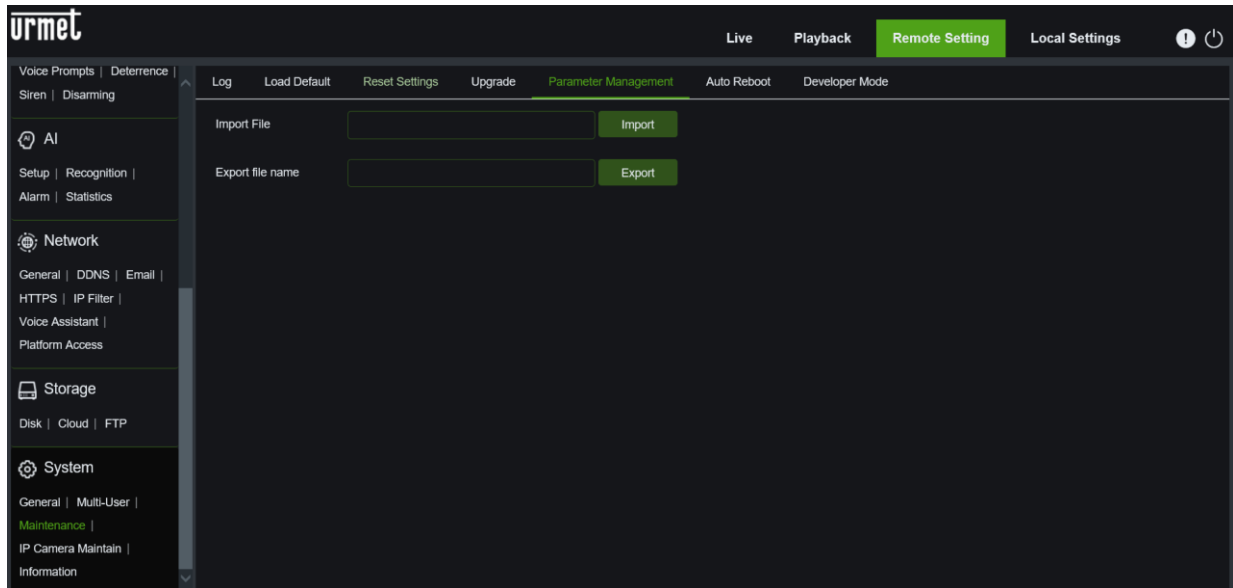 urmet
Live Playback Remote Setting Local Settings
Voice Prompts | Deterrence |
Siren | Disarming
AI
Setup | Recognition |
Alarm | Statistics
Network
General | DDNS | Email |
HTTPS | IP Filter |
Voice Assistant |
Platform Access
Storage
Disk | Cloud | FTP
System
General | Multi-User |
Maintenance |
IP Camera Maintain |
Information
Log Load Default Reset Settings Upgrade Parameter Management Auto Reboot Developer Mode
Import File Import
Export file name Export